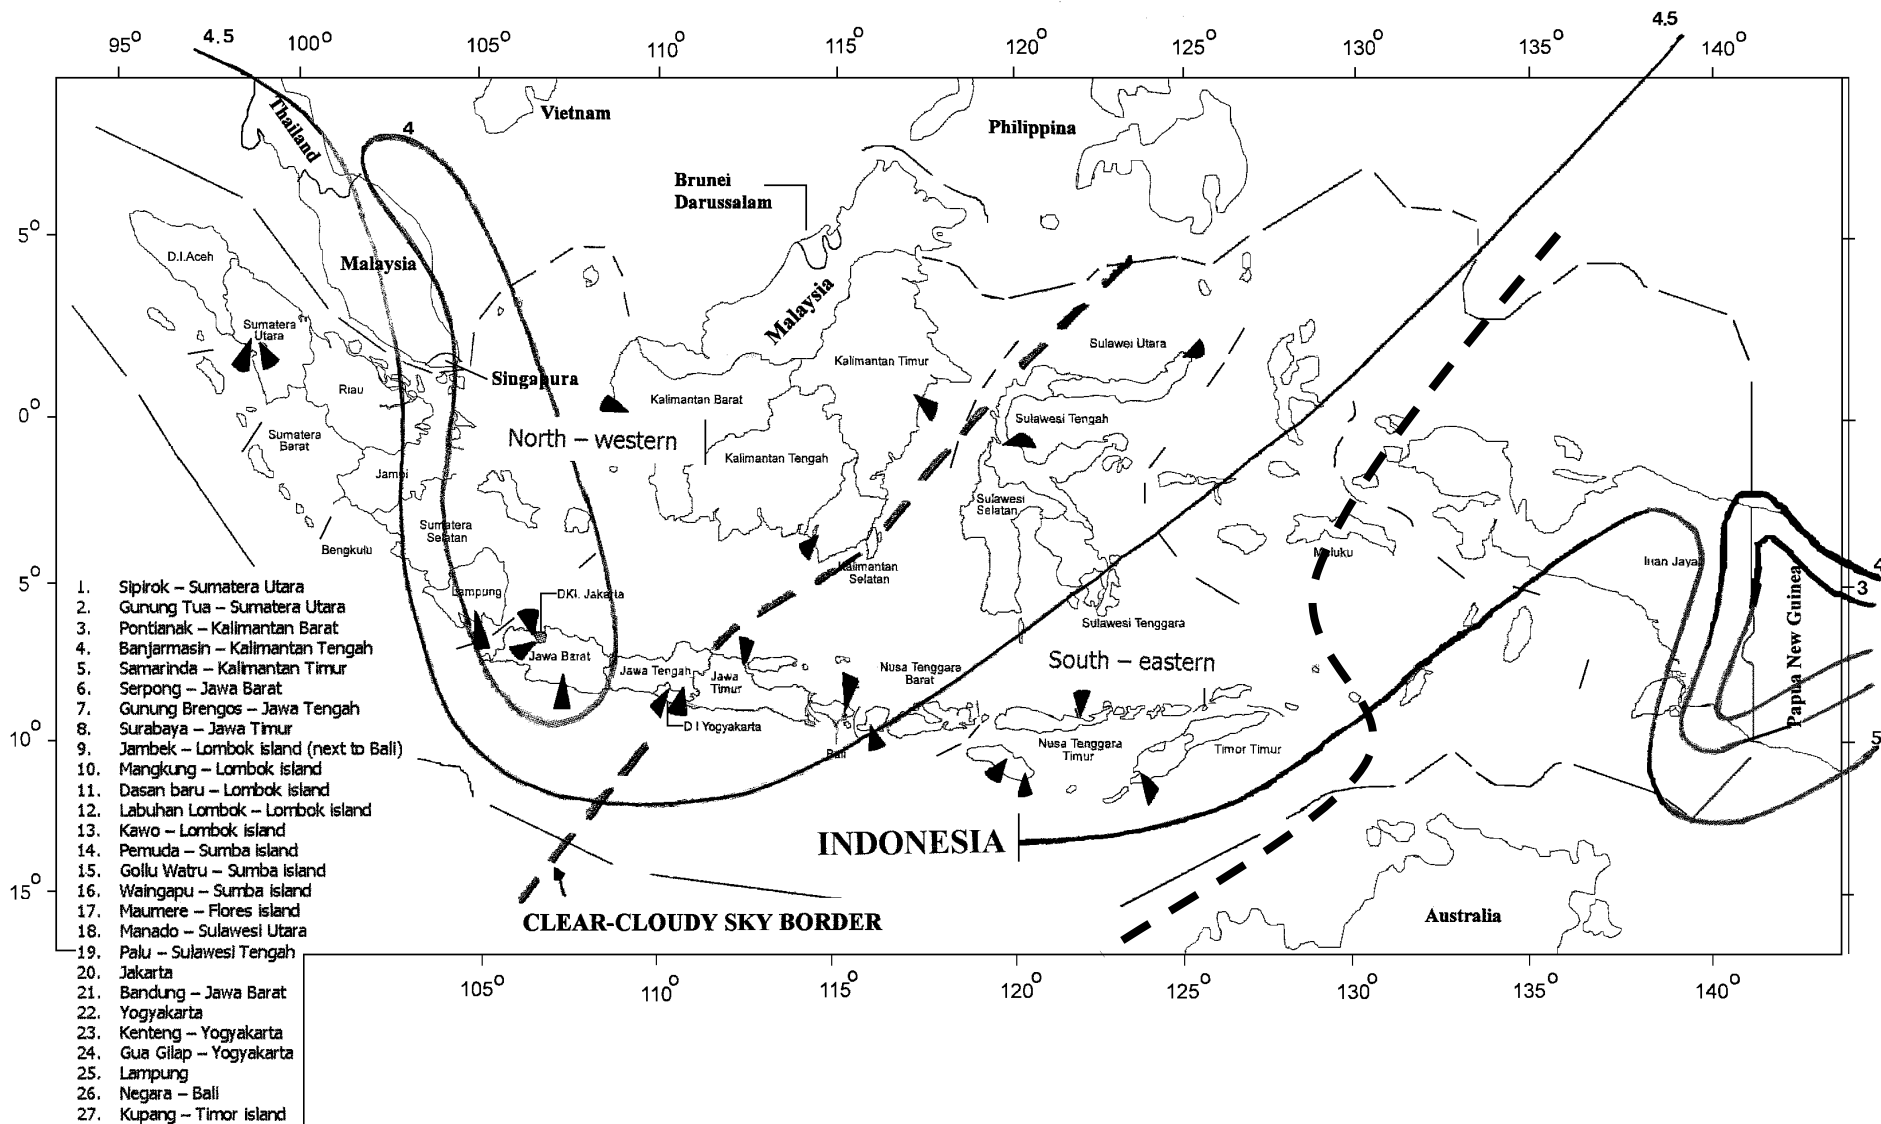 4.5
4.5
95° 100° 105° 110° 115° 120° 125° 130° 135° 140°
Thailand
4
Vietnam
Philippina
Brunei
Darussalam
5°
D.I.Aceh
Malaysia
Malaysia
Sumatera
Utara
Kalimantan Timur
Sulawei Utara
Singapura
Riau
Kalimantan Barat
0°
Sulawesi Tengah
Sumatera
Barat
North – western
Kalimantan Tengah
Jambi
Sulawesi
Selatan
Sumatera
Selatan
Bengkulu
Maluku
Irian Jaya
4
Kalimantan
Selatan
5°
3
Lampung
DKI. Jakarta
Sulawesi Tenggara
Papua New Guinea
Jawa Barat
Jawa Tengah
Jawa
Timur
Nusa Tenggara
Barat
South – eastern
D I Yogyakarta
10°
Bali
Nusa Tenggara
Timur
Timor Timur
5
INDONESIA
15°
CLEAR-CLOUDY SKY BORDER
Australia
1. Sipirok – Sumatera Utara
2. Gunung Tua – Sumatera Utara
3. Pontianak – Kalimantan Barat
4. Banjarmasin – Kalimantan Tengah
5. Samarinda – Kalimantan Timur
6. Serpong – Jawa Barat
7. Gunung Brengos – Jawa Tengah
8. Surabaya – Jawa Timur
9. Jambek – Lombok island (next to Bali)
10. Mangkung – Lombok island
11. Dasan baru – Lombok island
12. Labuhan Lombok – Lombok island
13. Kawo – Lombok island
14. Pemuda – Sumba island
15. Gollu Watru – Sumba island
16. Waingapu – Sumba island
17. Maumere – Flores island
18. Manado – Sulawesi Utara
19. Palu – Sulawesi Tengah
20. Jakarta
21. Bandung – Jawa Barat
22. Yogyakarta
23. Kenteng – Yogyakarta
24. Gua Gilap – Yogyakarta
25. Lampung
26. Negara – Bali
27. Kupang – Timor island
105° 110° 115° 120° 125° 130° 135° 140°